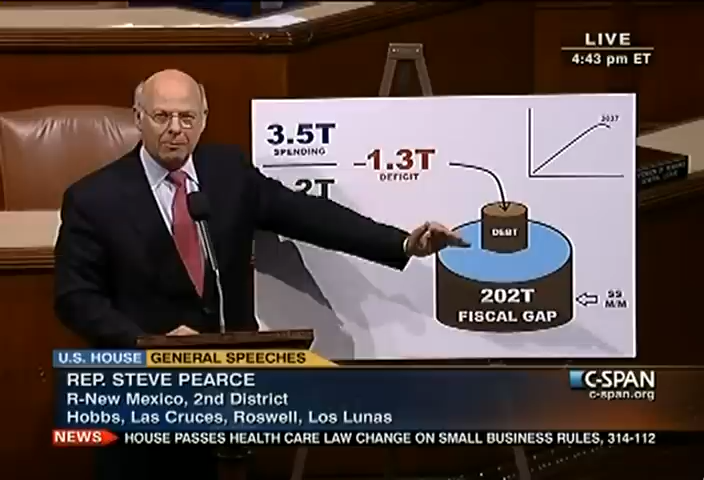 LIVE
4:43 pm ET
3.5T
SPENDING
-1.3T
DEFICIT
.2T
2037
DEBT
202T
FISCAL GAP
SS
M/M
U.S. HOUSE GENERAL SPEECHES
REP. STEVE PEARCE
R-New Mexico, 2nd District
Hobbs, Las Cruces, Roswell, Los Lunas
C-SPAN
c-span.org
NEWS HOUSE PASSES HEALTH CARE LAW CHANGE ON SMALL BUSINESS RULES, 314-112